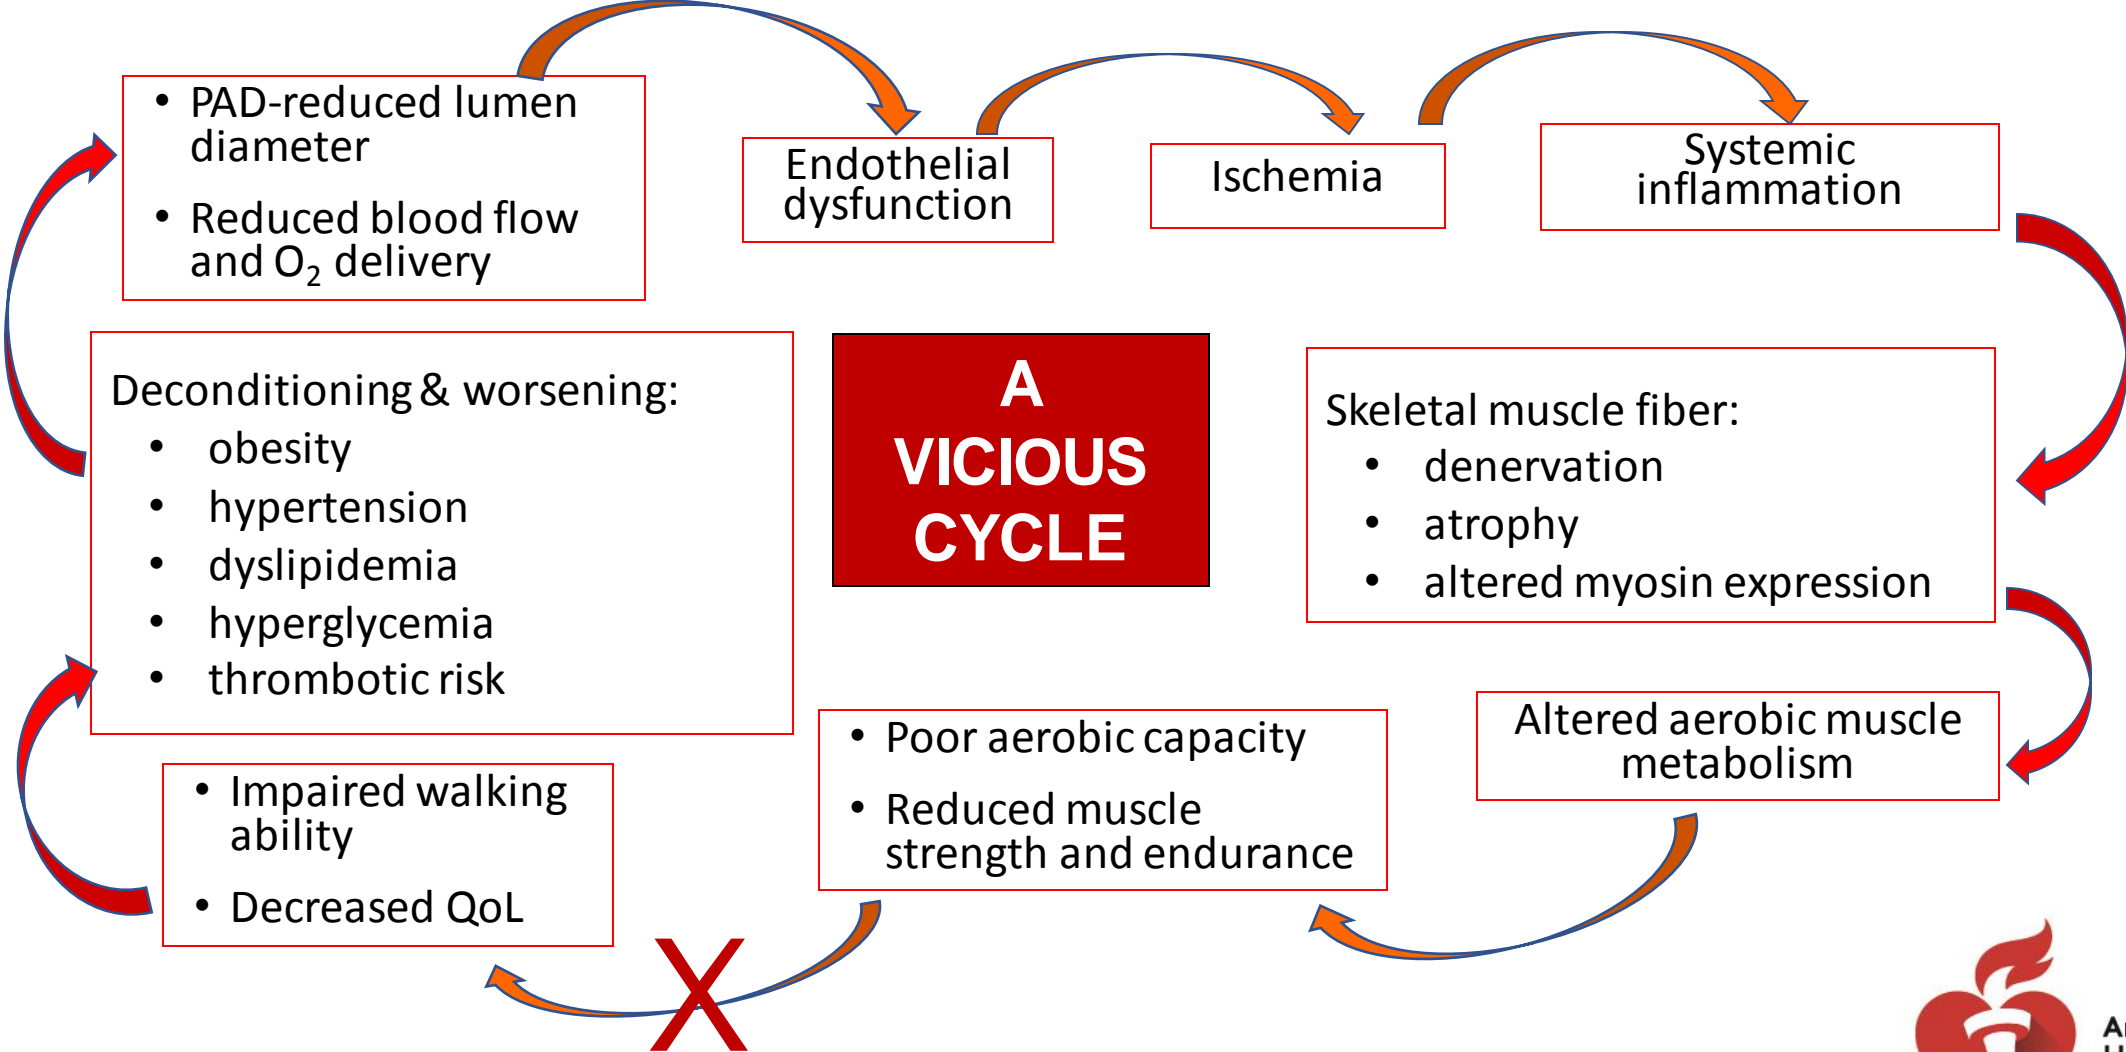 • PAD-reduced lumen
diameter
• Reduced blood flow
and O₂ delivery
Endothelial
dysfunction
Ischemia
Systemic
inflammation
Deconditioning & worsening:
• obesity
• hypertension
• dyslipidemia
• hyperglycemia
• thrombotic risk
A
VICIOUS
CYCLE
Skeletal muscle fiber:
• denervation
• atrophy
• altered myosin expression
• Impaired walking
ability
• Decreased QoL
• Poor aerobic capacity
• Reduced muscle
strength and endurance
Altered aerobic muscle
metabolism
X